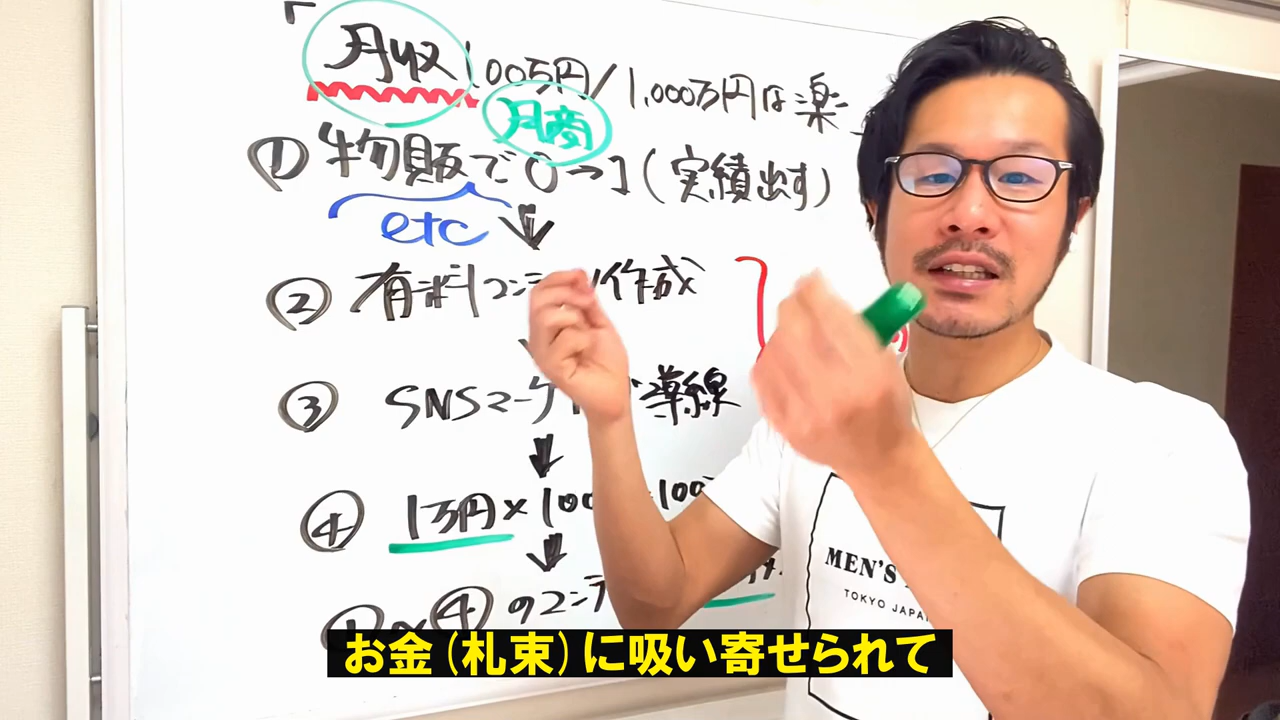 「月収100万円/1,000万円は楽
月商
①物販で0→1(実績出す)
etc
②有料コンテ 作成
③SNSマーケ 導線
④1万円×100
④のコンテ
お金(札束)に吸い寄せられて
MEN'S
TOKYO JAPAN